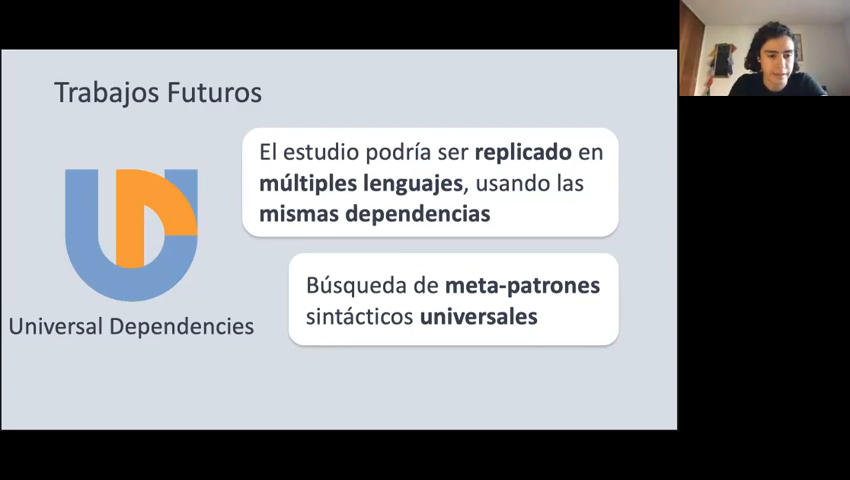 Trabajos Futuros
El estudio podría ser replicado en
múltiples lenguajes, usando las
mismas dependencias
Búsqueda de meta-patrones
sintácticos universales
Universal Dependencies